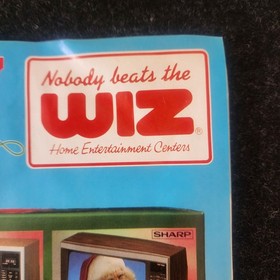 Nobody beats the
WIZ®
Home Entertainment Centers
SHARP